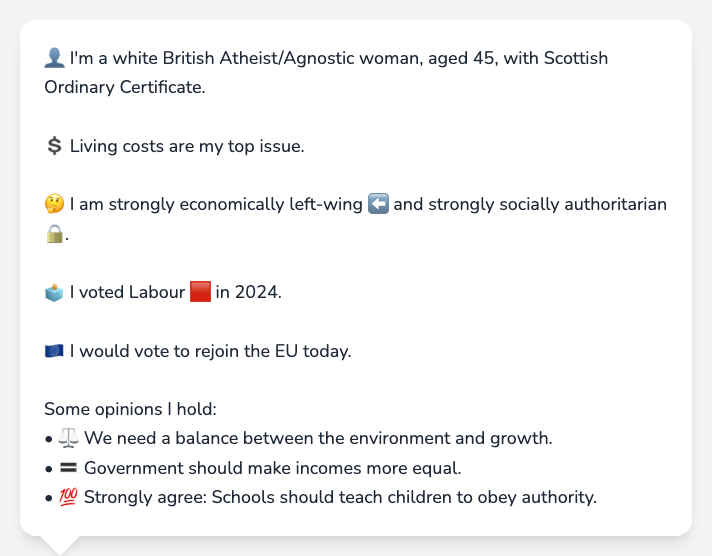 👤 I'm a white British Atheist/Agnostic woman, aged 45, with Scottish
Ordinary Certificate.
💲 Living costs are my top issue.
🤔 I am strongly economically left-wing ⬅️ and strongly socially authoritarian
🔒.
🗳️ I voted Labour 🟥 in 2024.
🇪🇺 I would vote to rejoin the EU today.
Some opinions I hold:
• ⚖️ We need a balance between the environment and growth.
• 🟰 Government should make incomes more equal.
• 💯 Strongly agree: Schools should teach children to obey authority.